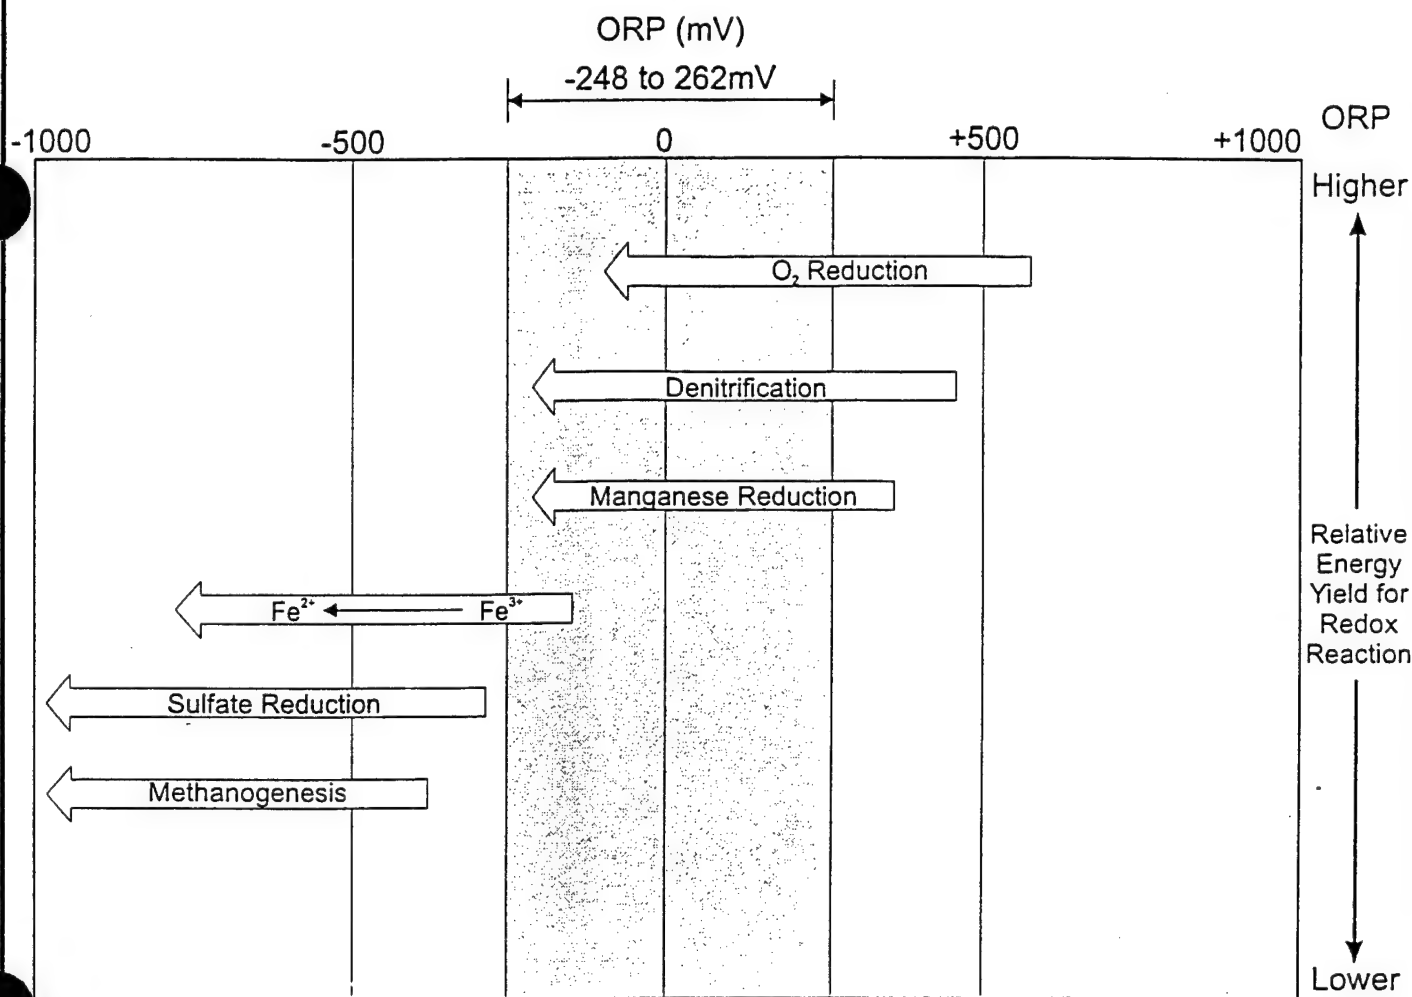 ORP (mV)
-248 to 262mV
-1000 -500 0 +500 +1000 ORP
Higher
O₂ Reduction
Denitrification
Manganese Reduction
Relative
Energy
Yield for
Redox
Reaction
Fe²⁺ Fe³⁺
Sulfate Reduction
Methanogenesis
Lower